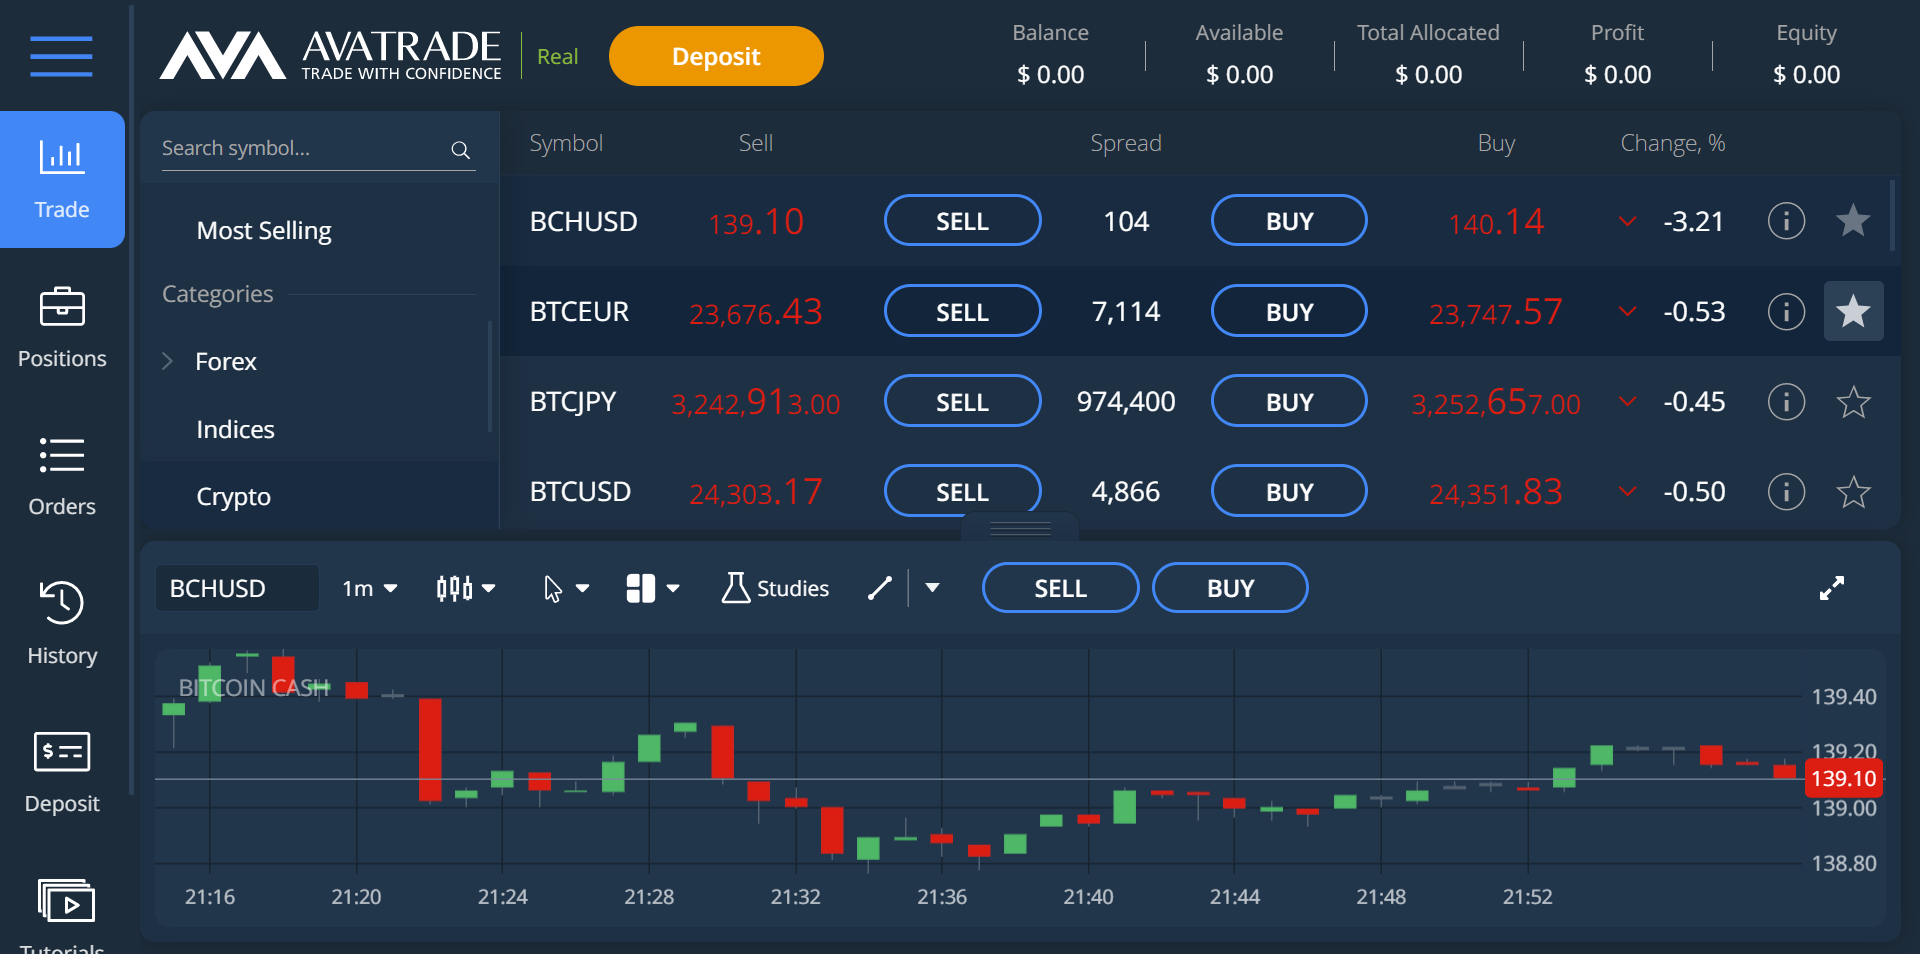 AVATRADE
TRADE WITH CONFIDENCE
Real
Deposit
Balance
$ 0.00
Available
$ 0.00
Total Allocated
$ 0.00
Profit
$ 0.00
Equity
$ 0.00
Trade
Positions
Orders
History
Deposit
Tutorials
Search symbol...
Most Selling
Categories
Forex
Indices
Crypto
Symbol Sell Spread Buy Change, %
BCHUSD 139.10 SELL 104 BUY 140.14 -3.21
BTCEUR 23,676.43 SELL 7,114 BUY 23,747.57 -0.53
BTCJPY 3,242,913.00 SELL 974,400 BUY 3,252,657.00 -0.45
BTCUSD 24,303.17 SELL 4,866 BUY 24,351.83 -0.50
BCHUSD 1m Studies SELL BUY
BITCOIN CASH
139.40
139.20
139.10
139.00
138.80
21:16 21:20 21:24 21:28 21:32 21:36 21:40 21:44 21:48 21:52